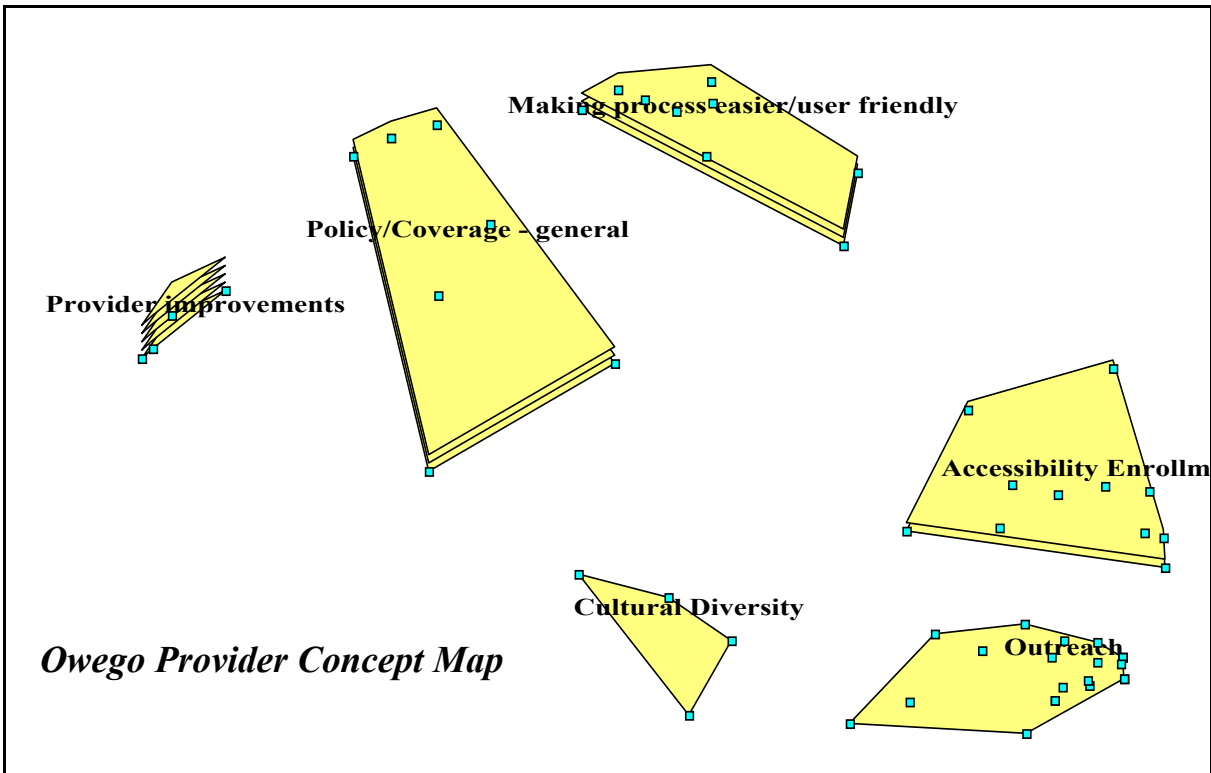 Making process easier/user friendly
Policy/Coverage - general
Provider improvements
Accessibility Enrollm
Cultural Diversity
Outreach
Owego Provider Concept Map